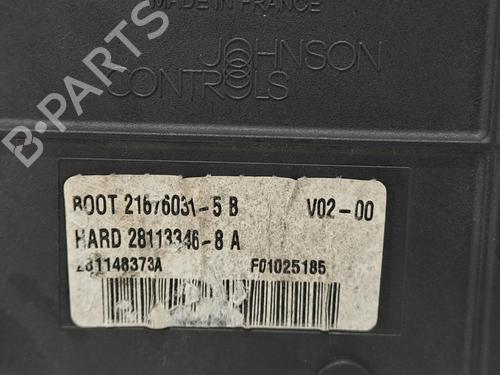 MADE IN FRANCE
JOHNSON
CONTROLS
B-PARTS
BOOT 21676031-5 B V02-00
HARD 28113346-8 A
281148373A F01025185